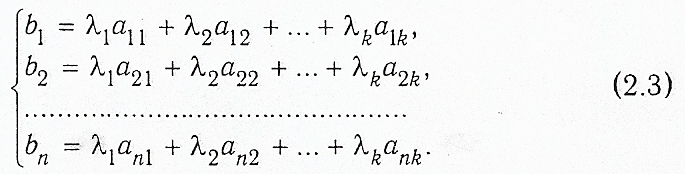 b₁ = λ₁a₁₁ + λ₂a₁₂ + ... + λₖa₁ₖ,
b₂ = λ₁a₂₁ + λ₂a₂₂ + ... + λₖa₂ₖ,
(2.3)
................................................
bₙ = λ₁aₙ₁ + λ₂aₙ₂ + ... + λₖaₙₖ.